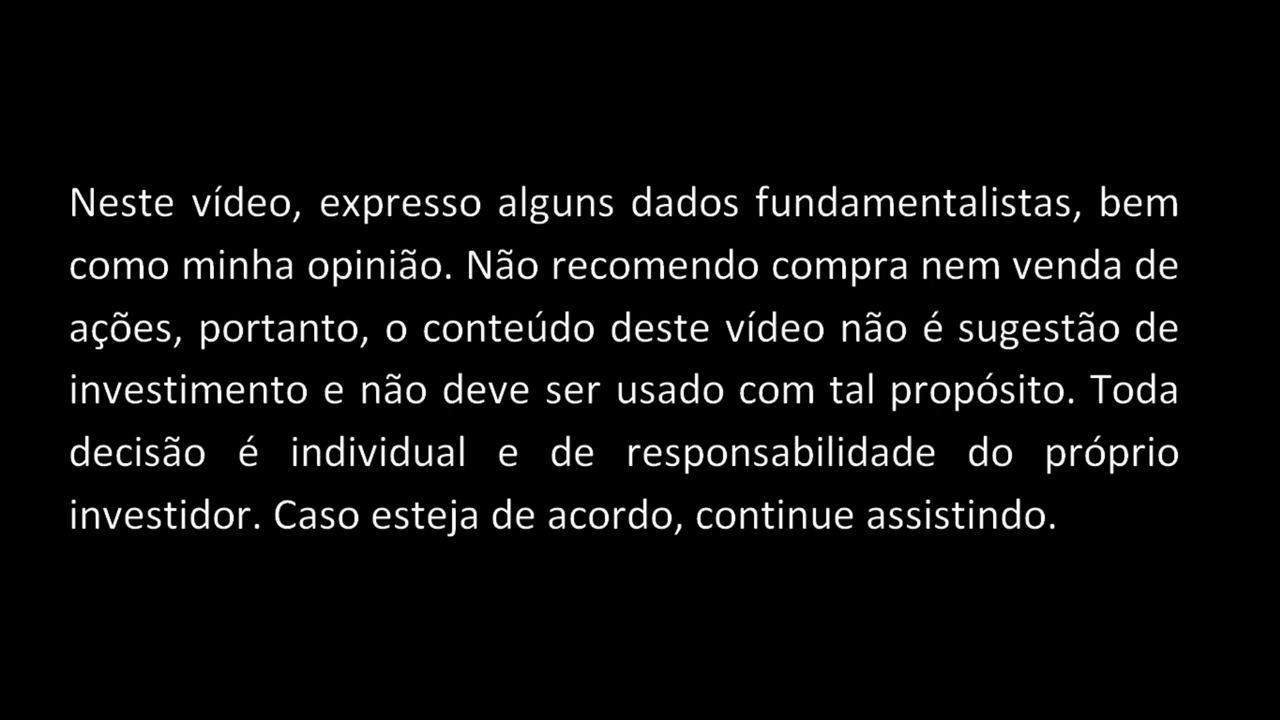 Neste vídeo, expresso alguns dados fundamentalistas, bem
como minha opinião. Não recomendo compra nem venda de
ações, portanto, o conteúdo deste vídeo não é sugestão de
investimento e não deve ser usado com tal propósito. Toda
decisão é individual e de responsabilidade do próprio
investidor. Caso esteja de acordo, continue assistindo.